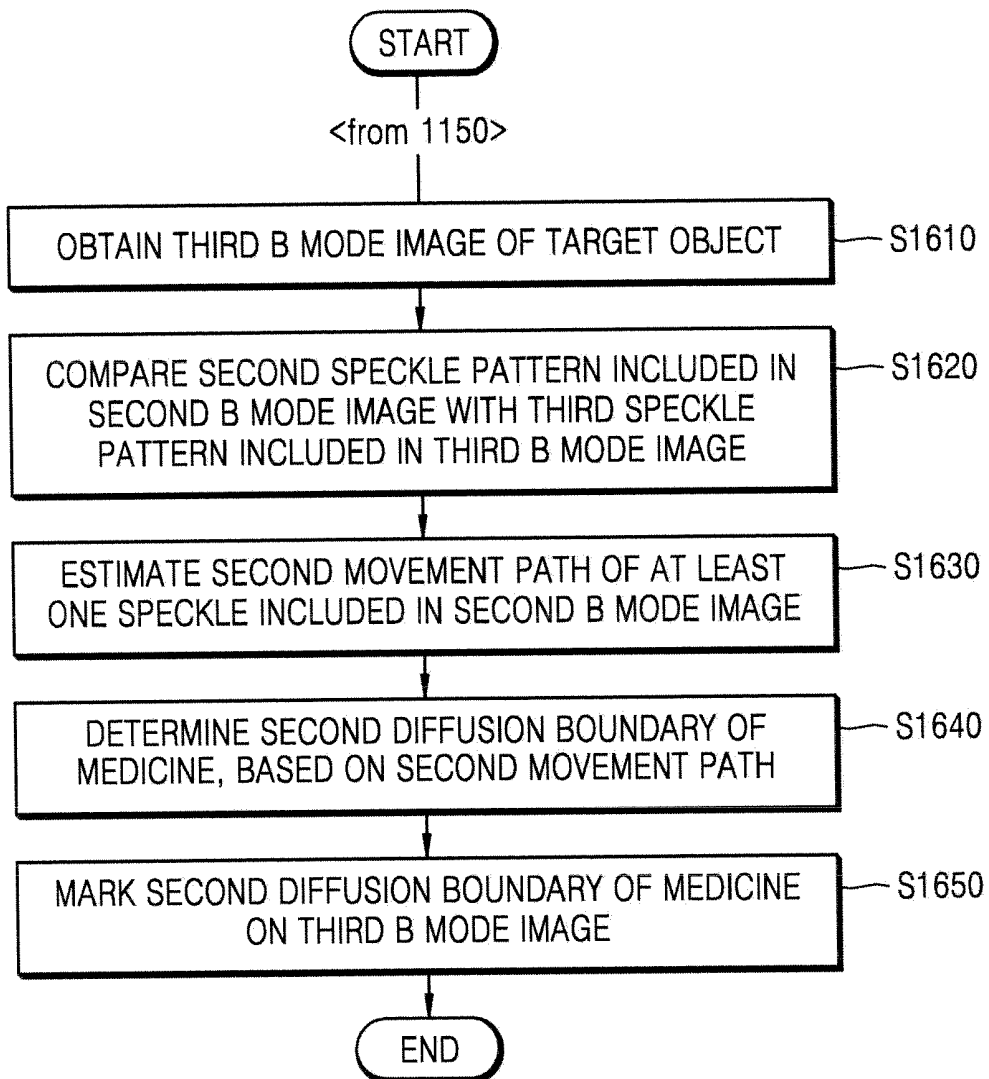 START
<from 1150>
OBTAIN THIRD B MODE IMAGE OF TARGET OBJECT
S1610
COMPARE SECOND SPECKLE PATTERN INCLUDED IN
SECOND B MODE IMAGE WITH THIRD SPECKLE
PATTERN INCLUDED IN THIRD B MODE IMAGE
S1620
ESTIMATE SECOND MOVEMENT PATH OF AT LEAST
ONE SPECKLE INCLUDED IN SECOND B MODE IMAGE
S1630
DETERMINE SECOND DIFFUSION BOUNDARY OF
MEDICINE, BASED ON SECOND MOVEMENT PATH
S1640
MARK SECOND DIFFUSION BOUNDARY OF MEDICINE
ON THIRD B MODE IMAGE
S1650
END